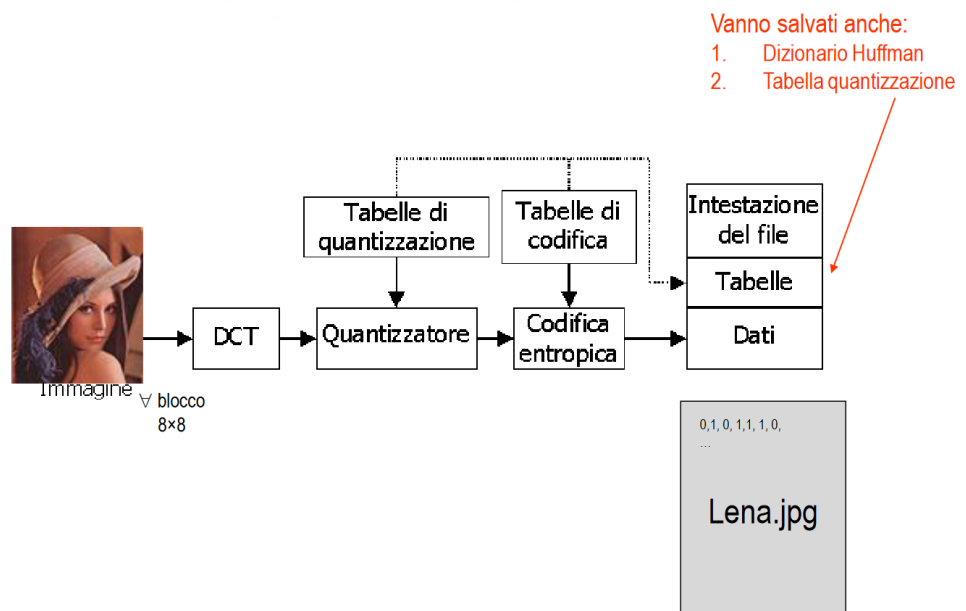 Vanno salvati anche:
1. Dizionario Huffman
2. Tabella quantizzazione
Tabelle di
quantizzazione
Tabelle di
codifica
Intestazione
del file
Tabelle
Dati
DCT
Quantizzatore
Codifica
entropica
Immagine
∀ blocco
8×8
0,1, 0, 1,1, 1, 0,
...
Lena.jpg